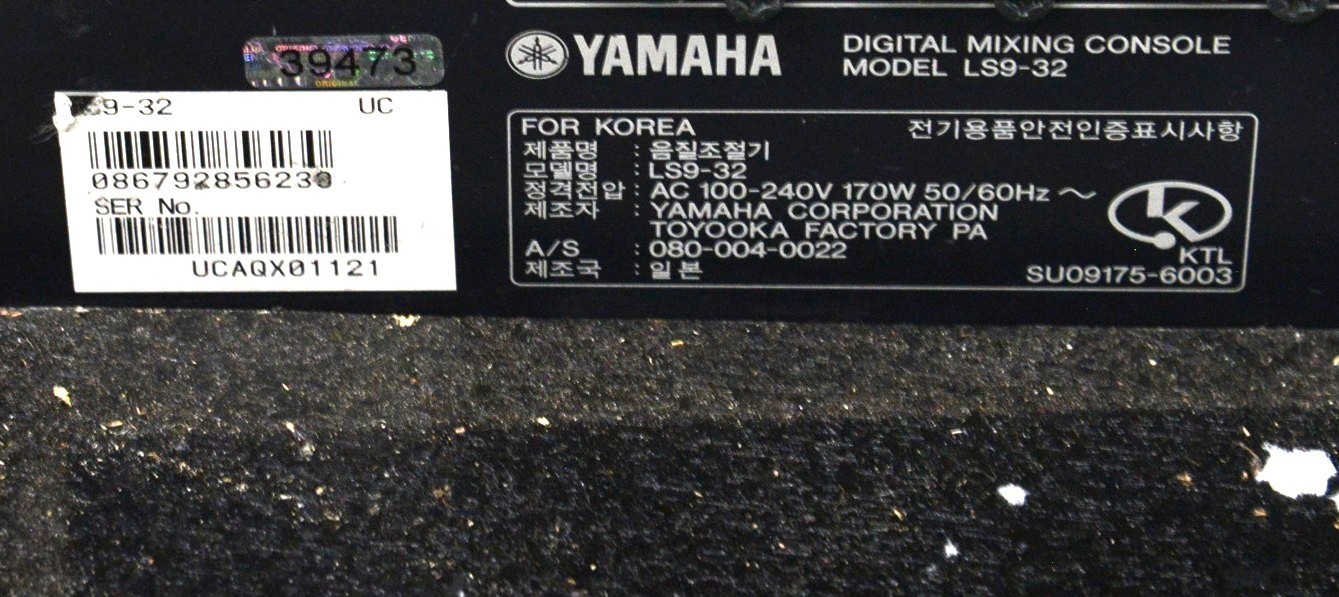 39473
LS9-32 UC
086792856230
SER No.
UCAQX01121
YAMAHA
DIGITAL MIXING CONSOLE
MODEL LS9-32
FOR KOREA 전기용품안전인증표시사항
제품명 : 음질조절기
모델명 : LS9-32
정격전압 : AC 100-240V 170W 50/60Hz ～
제조자 : YAMAHA CORPORATION
TOYOOKA FACTORY PA
A/S : 080-004-0022
제조국 : 일본
K
KTL
SU09175-6003